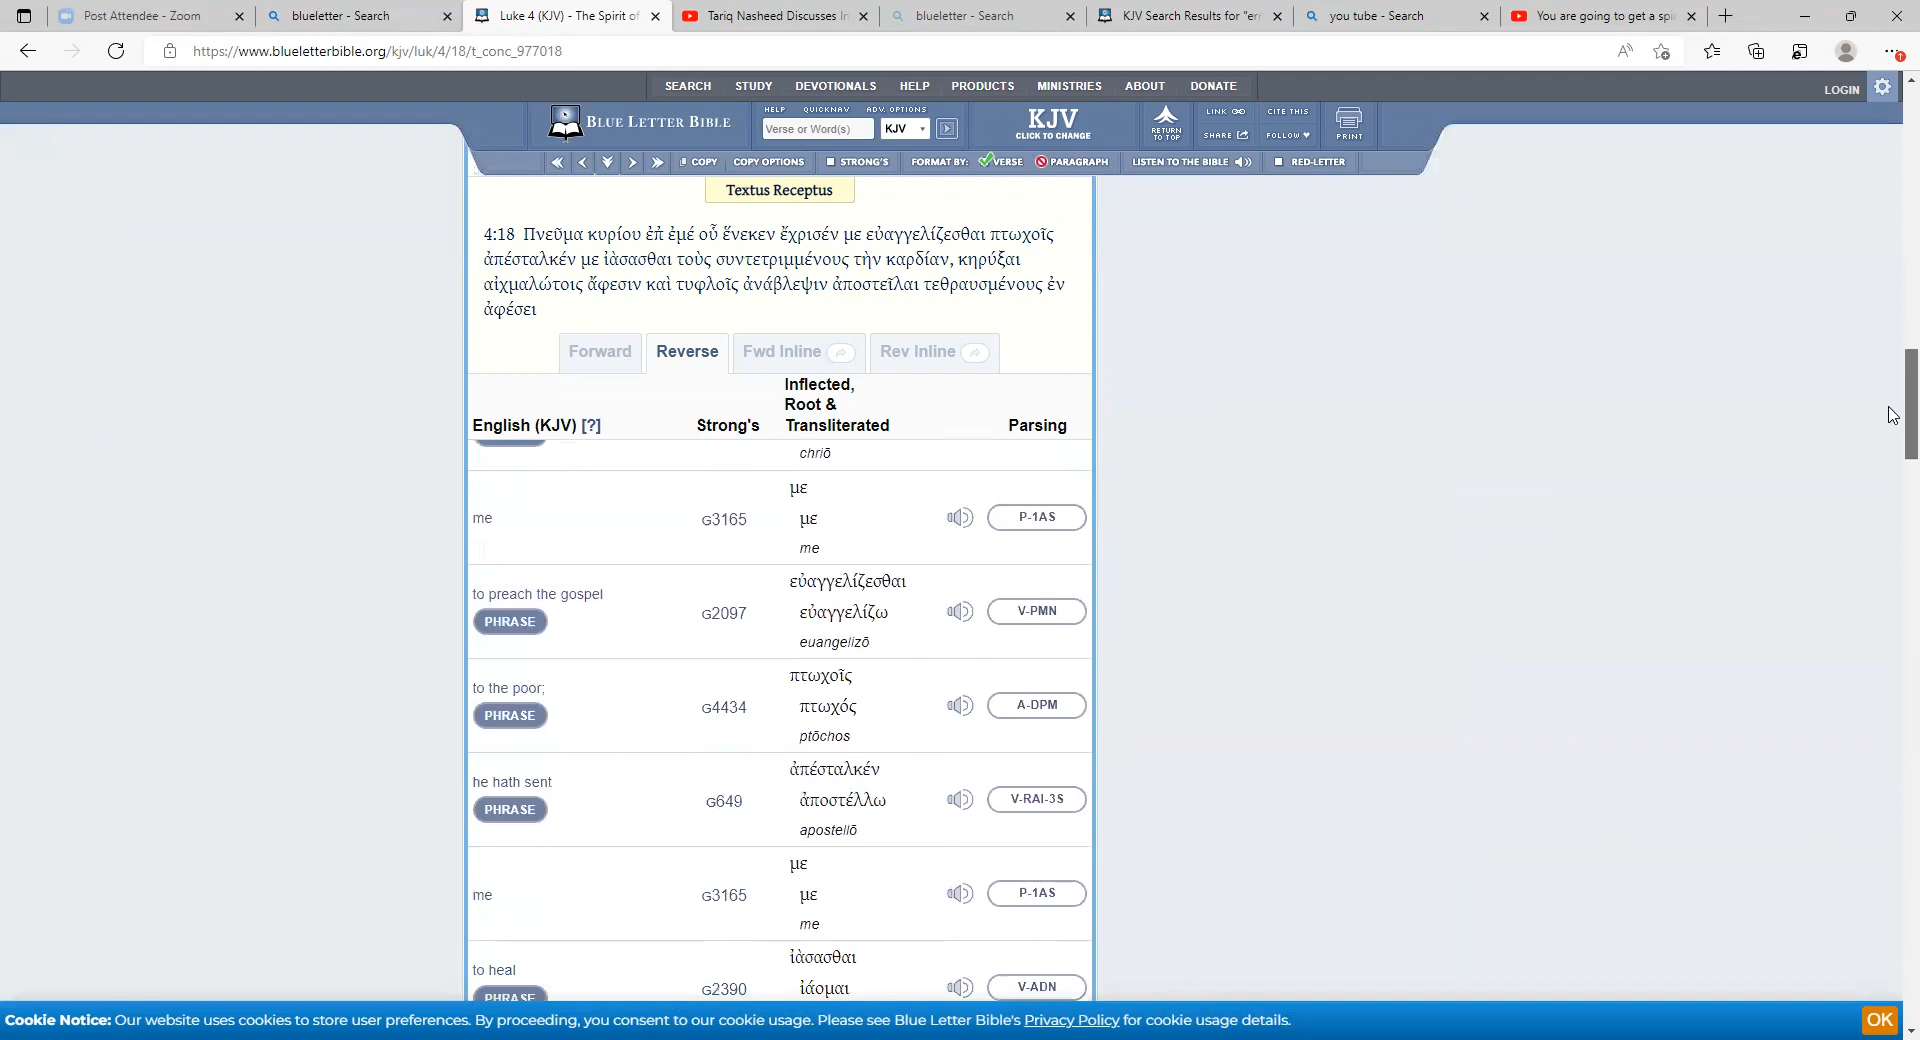 Post Attendee - Zoom
blueletter - Search
Luke 4 (KJV) - The Spirit of
Tariq Nasheed Discusses In
blueletter - Search
KJV Search Results for "err
you tube - Search
You are going to get a spi
https://www.blueletterbible.org/kjv/luk/4/18/t_conc_977018
SEARCH STUDY DEVOTIONALS HELP PRODUCTS MINISTRIES ABOUT DONATE
LOGIN
BLUE LETTER BIBLE
HELP QUICKNAV ADV. OPTIONS
Verse or Word(s)
KJV
KJV
CLICK TO CHANGE
RETURN
TO TOP
LINK
CITE THIS
SHARE
FOLLOW
PRINT
COPY COPY OPTIONS STRONG'S FORMAT BY: VERSE PARAGRAPH LISTEN TO THE BIBLE RED-LETTER
Textus Receptus
4:18 Πνεῦμα κυρίου ἐπ̓ ἐμέ οὗ ἕνεκεν ἔχρισέν με εὐαγγελίζεσθαι πτωχοῖς
ἀπέσταλκέν με ἰὰσασθαι τοὺς συντετριμμένους τὴν καρδίαν, κηρύξαι
αἰχμαλώτοις ἄφεσιν καὶ τυφλοῖς ἀνάβλεψιν ἀποστεῖλαι τεθραυσμένους ἐν
ἀφέσει
Forward Reverse Fwd Inline Rev Inline
Inflected,
Root &
English (KJV) [?] Strong's Transliterated Parsing
chriō
με
me G3165 με P-1AS
me
εὐαγγελίζεσθαι
to preach the gospel
PHRASE G2097 εὐαγγελίζω V-PMN
euangelizō
πτωχοῖς
to the poor;
PHRASE G4434 πτωχός A-DPM
ptōchos
ἀπέσταλκέν
he hath sent
PHRASE G649 ἀποστέλλω V-RAI-3S
apostellō
με
me G3165 με P-1AS
me
ἰὰσασθαι
to heal
PHRASE G2390 ἰάομαι V-ADN
Cookie Notice: Our website uses cookies to store user preferences. By proceeding, you consent to our cookie usage. Please see Blue Letter Bible's Privacy Policy for cookie usage details.
OK